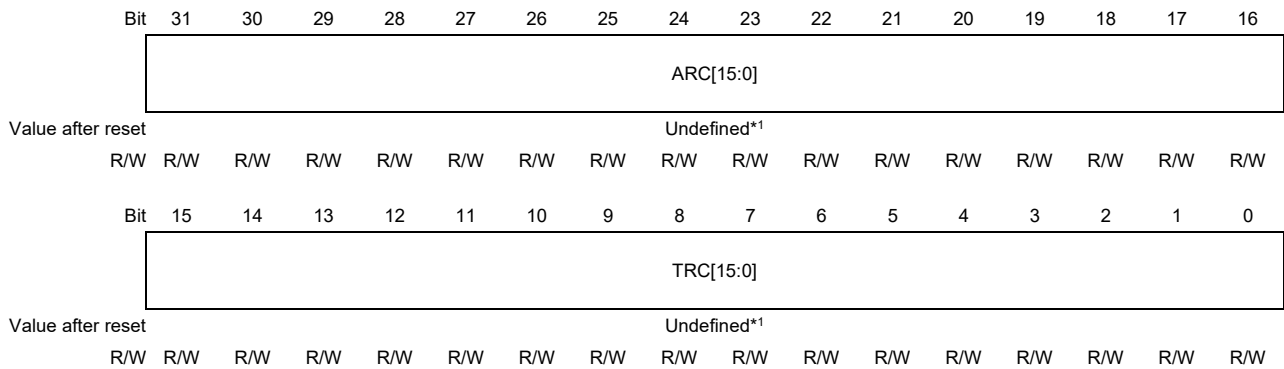 Bit 31 30 29 28 27 26 25 24 23 22 21 20 19 18 17 16
ARC[15:0]
Value after reset Undefined*1
R/W R/W R/W R/W R/W R/W R/W R/W R/W R/W R/W R/W R/W R/W R/W R/W R/W
Bit 15 14 13 12 11 10 9 8 7 6 5 4 3 2 1 0
TRC[15:0]
Value after reset Undefined*1
R/W R/W R/W R/W R/W R/W R/W R/W R/W R/W R/W R/W R/W R/W R/W R/W R/W